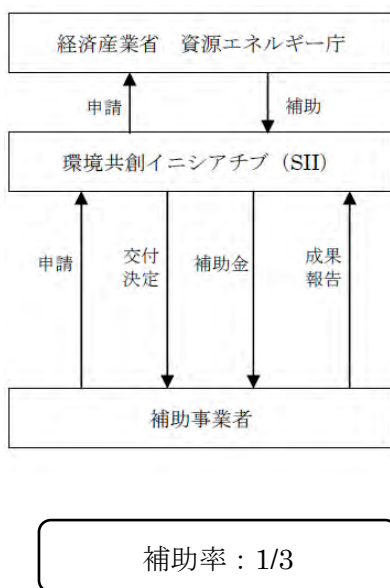 経済産業省　資源エネルギー庁
申請
補助
環境共創イニシアチブ（SII）
申請
交付
決定
補助金
成果
報告
補助事業者
補助率：1/3